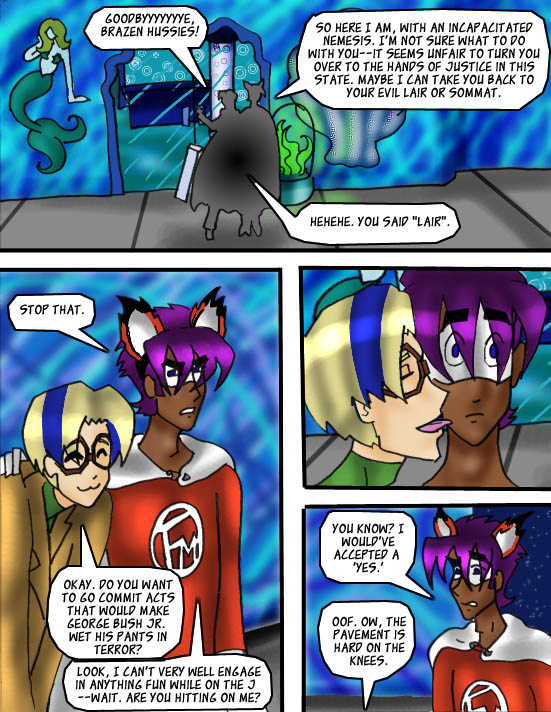 GOODBYYYYYYE,
BRAZEN HUSSIES!
SO HERE I AM, WITH AN INCAPACITATED
NEMESIS. I'M NOT SURE WHAT TO DO
WITH YOU--IT SEEMS UNFAIR TO TURN YOU
OVER TO THE HANDS OF JUSTICE IN THIS
STATE. MAYBE I CAN TAKE YOU BACK TO
YOUR EVIL LAIR OR SOMMAT.
HEHEHE. YOU SAID "LAIR".
STOP THAT.
OKAY. DO YOU WANT
TO GO COMMIT ACTS
THAT WOULD MAKE
GEORGE BUSH JR.
WET HIS PANTS IN
TERROR?
LOOK, I CAN'T VERY WELL ENGAGE
IN ANYTHING FUN WHILE ON THE J
--WAIT. ARE YOU HITTING ON ME?
FM
YOU KNOW? I
WOULD'VE
ACCEPTED A
'YES.'
OOF. OW, THE
PAVEMENT IS
HARD ON THE
KNEES.
FM